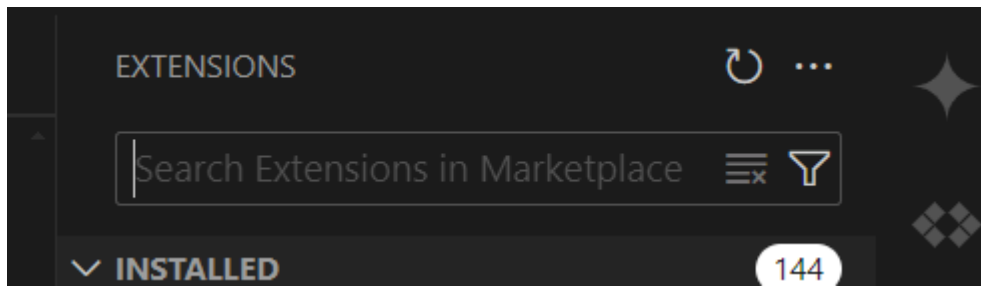 EXTENSIONS
Search Extensions in Marketplace
INSTALLED 144